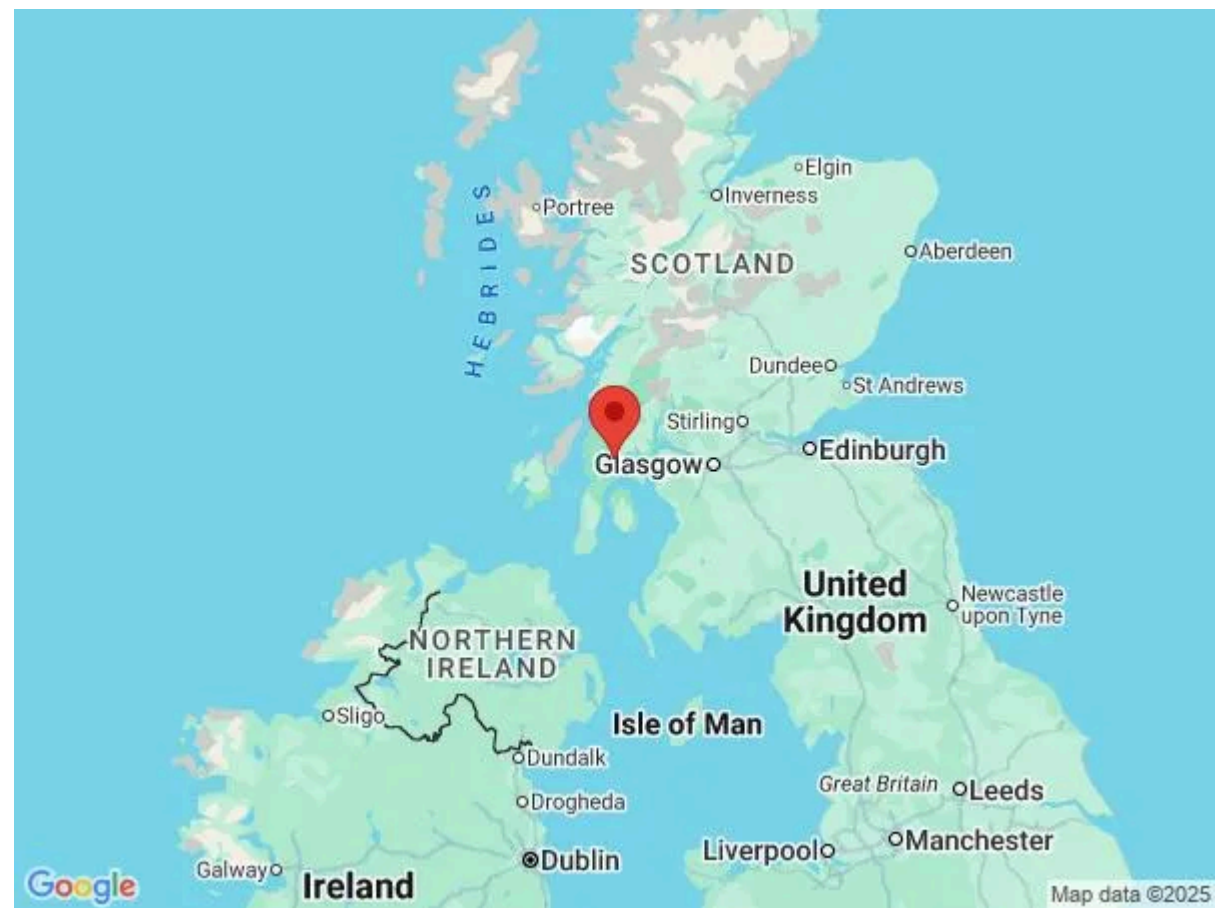 Elgin
Inverness
Portree
HEBRIDES
Aberdeen
SCOTLAND
Dundee
St Andrews
Stirling
Edinburgh
Glasgow
United
Kingdom
Newcastle
upon Tyne
NORTHERN
IRELAND
Sligo
Isle of Man
Dundalk
Great Britain
Leeds
Drogheda
Manchester
Liverpool
Dublin
Galway
Ireland
Google
Map data ©2025